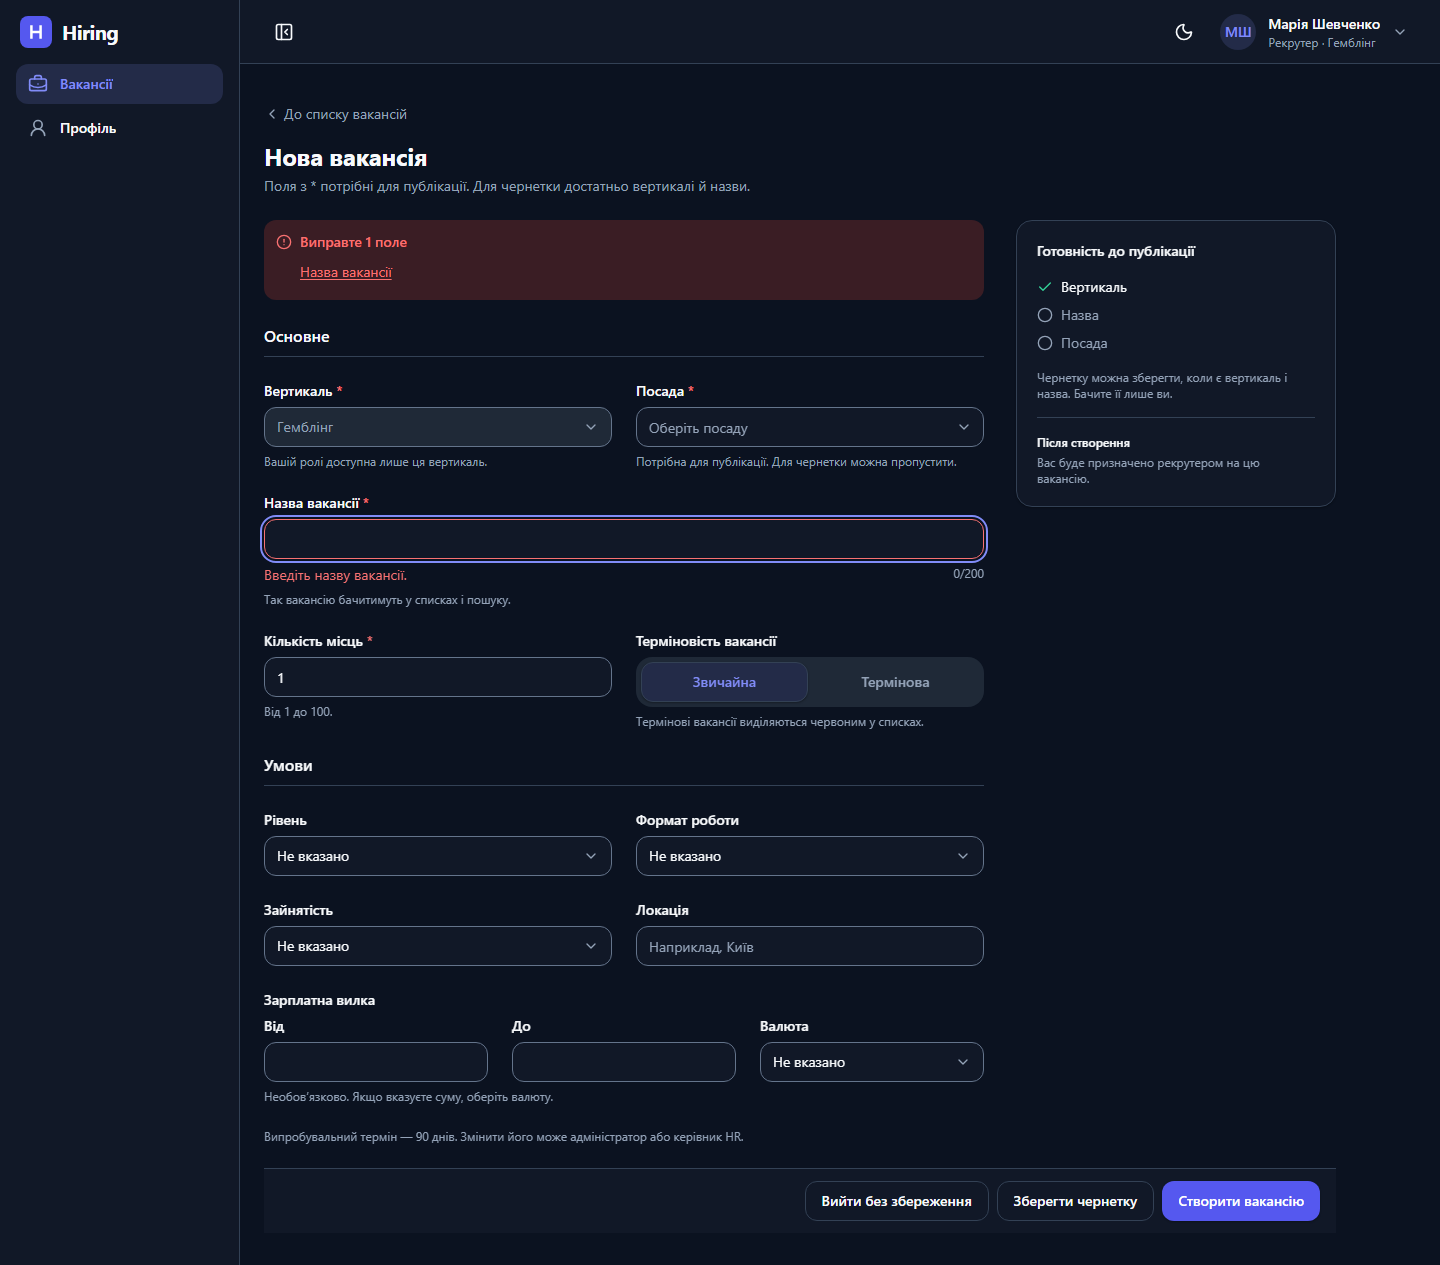 H Hiring
Вакансії
Профіль
МШ
Марія Шевченко
Рекрутер · Гемблінг
До списку вакансій
Нова вакансія
Поля з * потрібні для публікації. Для чернетки достатньо вертикалі й назви.
Виправте 1 поле
Назва вакансії
Основне
Вертикаль *
Посада *
Гемблінг
Оберіть посаду
Вашій ролі доступна лише ця вертикаль.
Потрібна для публікації. Для чернетки можна пропустити.
Назва вакансії *
Введіть назву вакансії.
0/200
Так вакансію бачитимуть у списках і пошуку.
Кількість місць *
Терміновість вакансії
1
Звичайна
Термінова
Від 1 до 100.
Термінові вакансії виділяються червоним у списках.
Умови
Рівень
Формат роботи
Не вказано
Не вказано
Зайнятість
Локація
Не вказано
Наприклад, Київ
Зарплатна вилка
Від
До
Валюта
Не вказано
Необов'язково. Якщо вказуєте суму, оберіть валюту.
Випробувальний термін — 90 днів. Змінити його може адміністратор або керівник HR.
Вийти без збереження
Зберегти чернетку
Створити вакансію
Готовність до публікації
Вертикаль
Назва
Посада
Чернетку можна зберегти, коли є вертикаль і
назва. Бачите її лише ви.
Після створення
Вас буде призначено рекрутером на цю
вакансію.